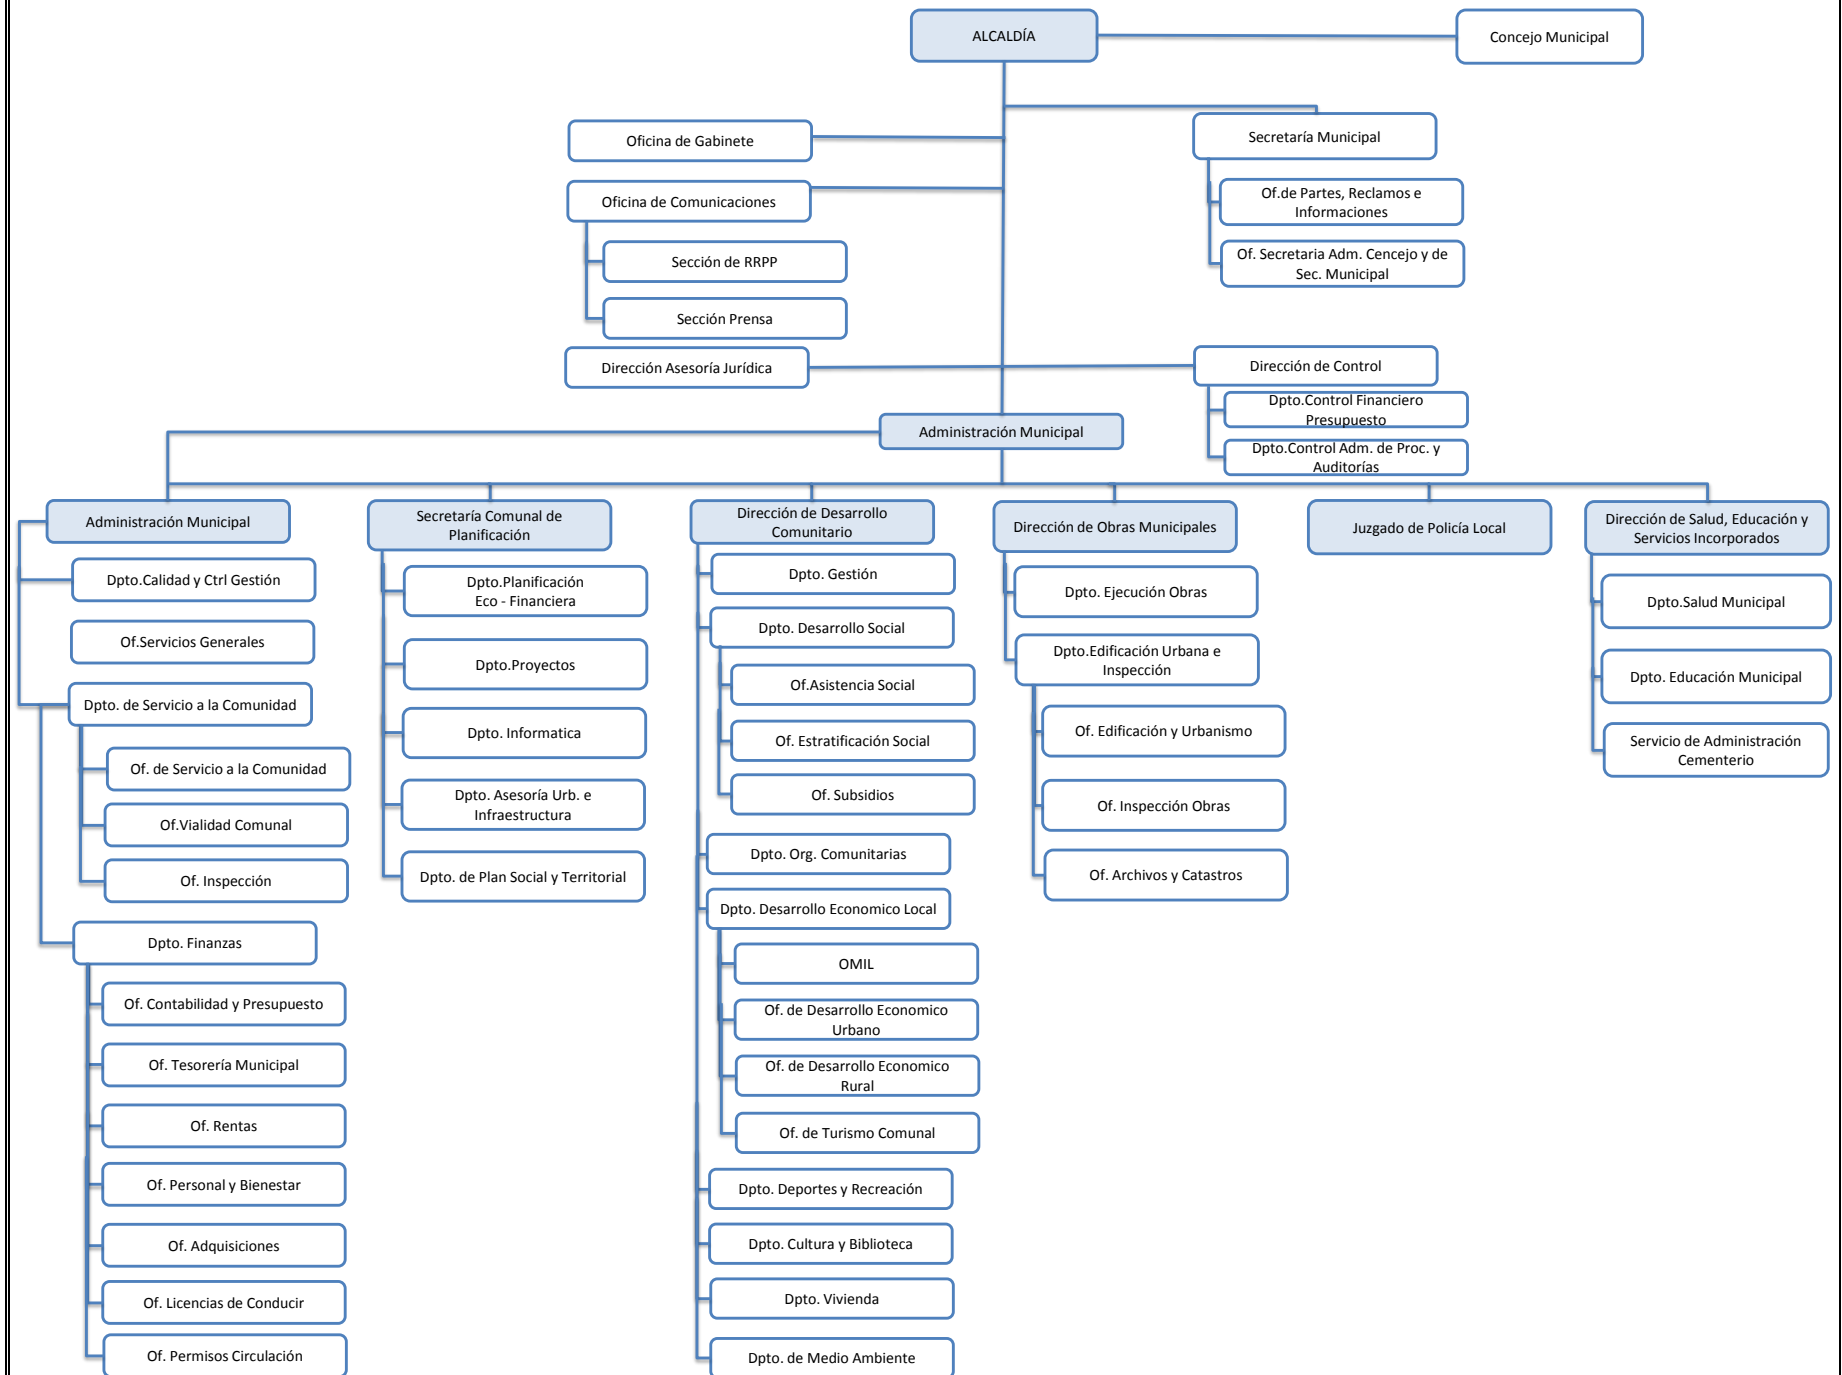 ALCALDÍA
Concejo Municipal
Oficina de Gabinete
Secretaría Municipal
Oficina de Comunicaciones
Of.de Partes, Reclamos e
Informaciones
Sección de RRPP
Of. Secretaria Adm. Cencejo y de
Sec. Municipal
Sección Prensa
Dirección Asesoría Jurídica
Dirección de Control
Dpto.Control Financiero
Presupuesto
Administración Municipal
Dpto.Control Adm. de Proc. y
Auditorías
Administración Municipal
Dpto.Calidad y Ctrl Gestión
Of.Servicios Generales
Dpto. de Servicio a la Comunidad
Of. de Servicio a la Comunidad
Of.Vialidad Comunal
Of. Inspección
Dpto. Finanzas
Of. Contabilidad y Presupuesto
Of. Tesorería Municipal
Of. Rentas
Of. Personal y Bienestar
Of. Adquisiciones
Of. Licencias de Conducir
Of. Permisos Circulación
Secretaría Comunal de
Planificación
Dpto.Planificación
Eco - Financiera
Dpto.Proyectos
Dpto. Informatica
Dpto. Asesoría Urb. e
Infraestructura
Dpto. de Plan Social y Territorial
Dirección de Desarrollo
Comunitario
Dpto. Gestión
Dpto. Desarrollo Social
Of.Asistencia Social
Of. Estratificación Social
Of. Subsidios
Dpto. Org. Comunitarias
Dpto. Desarrollo Economico Local
OMIL
Of. de Desarrollo Economico
Urbano
Of. de Desarrollo Economico
Rural
Of. de Turismo Comunal
Dpto. Deportes y Recreación
Dpto. Cultura y Biblioteca
Dpto. Vivienda
Dpto. de Medio Ambiente
Dirección de Obras Municipales
Dpto. Ejecución Obras
Dpto.Edificación Urbana e
Inspección
Of. Edificación y Urbanismo
Of. Inspección Obras
Of. Archivos y Catastros
Juzgado de Policía Local
Dirección de Salud, Educación y
Servicios Incorporados
Dpto.Salud Municipal
Dpto. Educación Municipal
Servicio de Administración
Cementerio